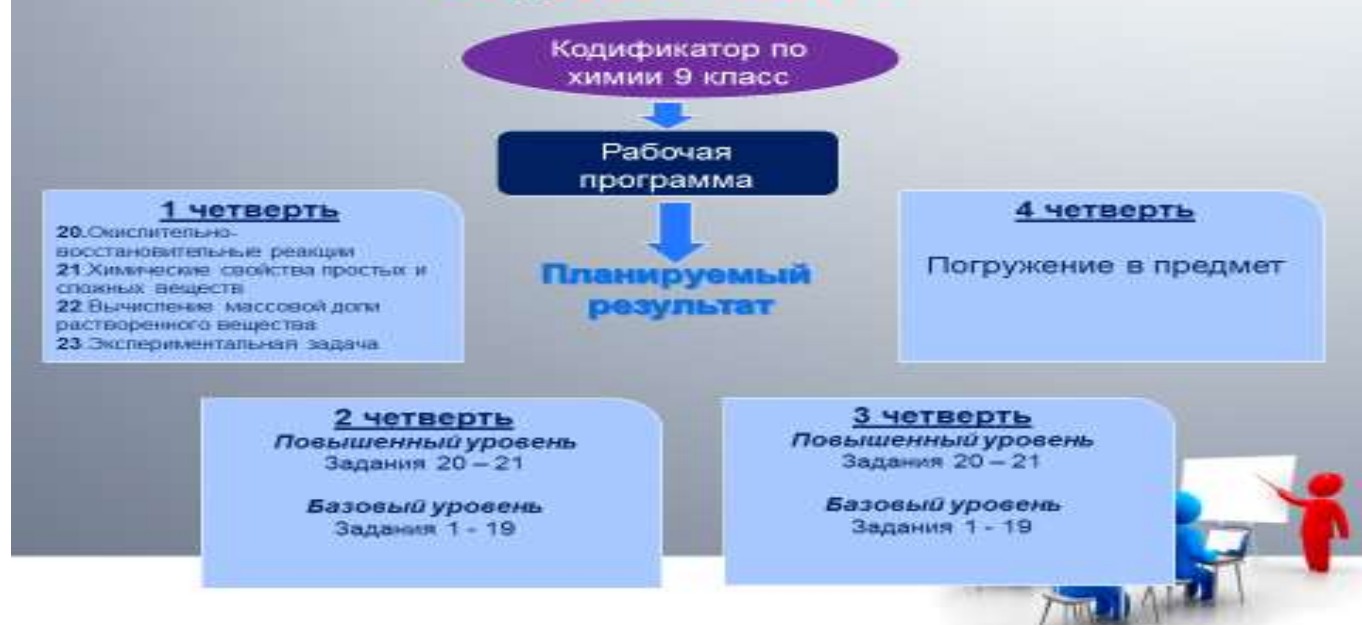 Кодификатор по
химии 9 класс
Рабочая
программа
1 четверть
20.Окислительно-
восстановительные реакции
21.Химические свойства простых и
сложных веществ
22.Вычисление массовой доли
растворенного вещества
23.Экспериментальная задача
Планируемый
результат
4 четверть
Погружение в предмет
2 четверть
Повышенный уровень
Задания 20 – 21
Базовый уровень
Задания 1 - 19
3 четверть
Повышенный уровень
Задания 20 – 21
Базовый уровень
Задания 1 - 19